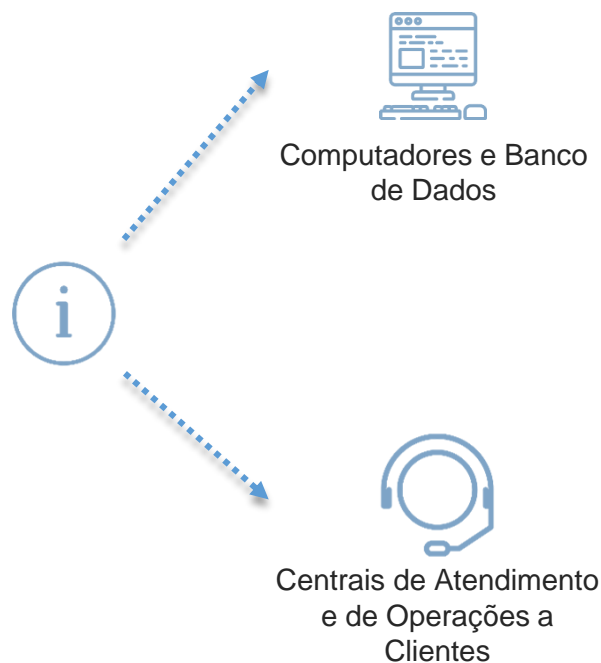 Computadores e Banco
de Dados
i
Centrais de Atendimento
e de Operações a
Clientes